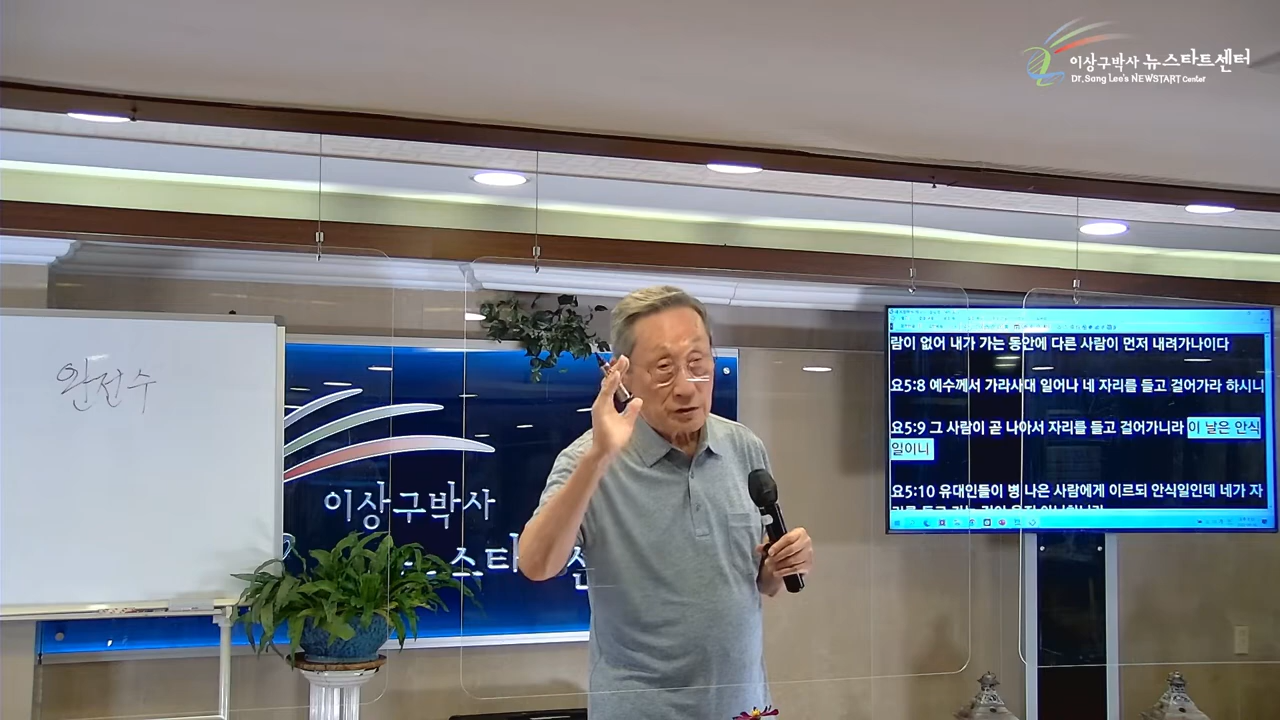 이상구박사 뉴스타트센터
Dr. Sang Lee's NEWSTART Center
완전수
이상구박사
뉴스타
센
람이 없어 내가 가는 동안에 다른 사람이 먼저 내려가나이다
요5:8 예수께서 가라사대 일어나 네 자리를 들고 걸어가라 하시니
요5:9 그 사람이 곧 나아서 자리를 들고 걸어가니라 이 날은 안식
일이니
요5:10 유대인들이 병 나은 사람에게 이르되 안식일인데 네가 자